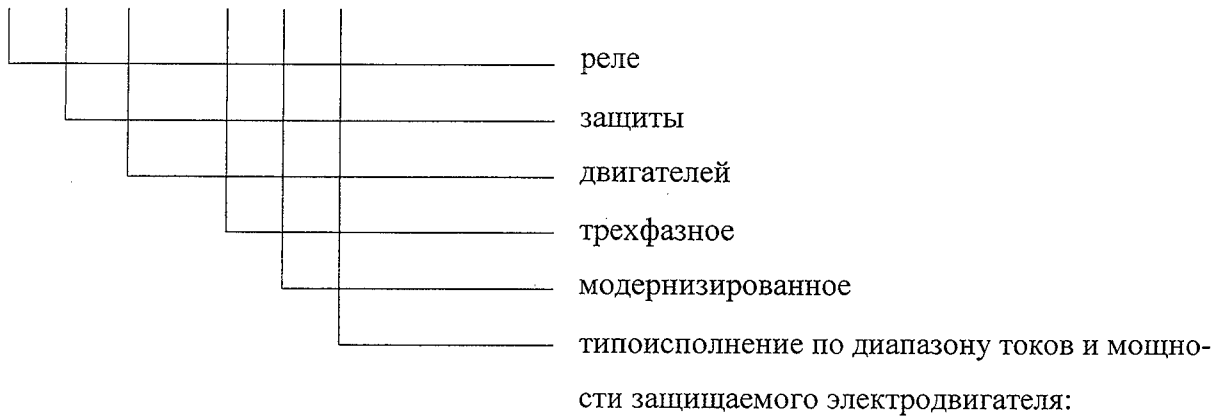 реле
защиты
двигателей
трехфазное
модернизированное
типоисполнение по диапазону токов и мощно-
сти защищаемого электродвигателя: